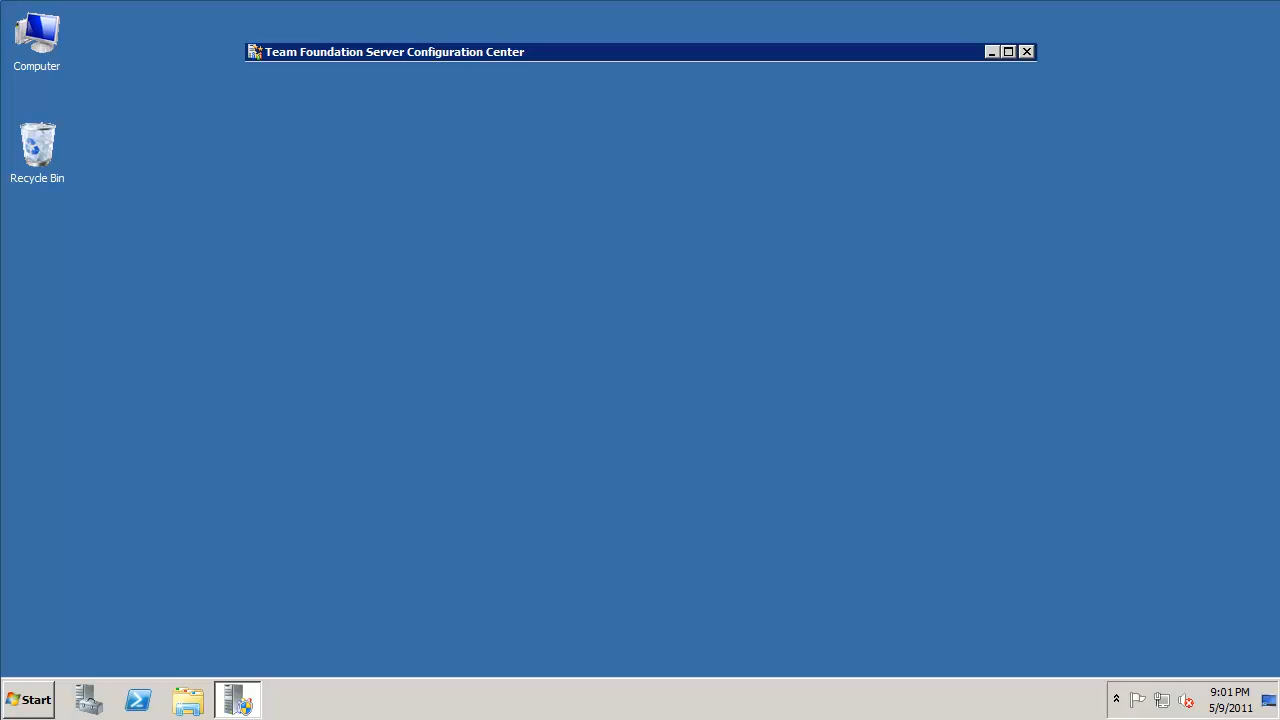 Computer
Team Foundation Server Configuration Center
Recycle Bin
Start
9:01 PM
5/9/2011